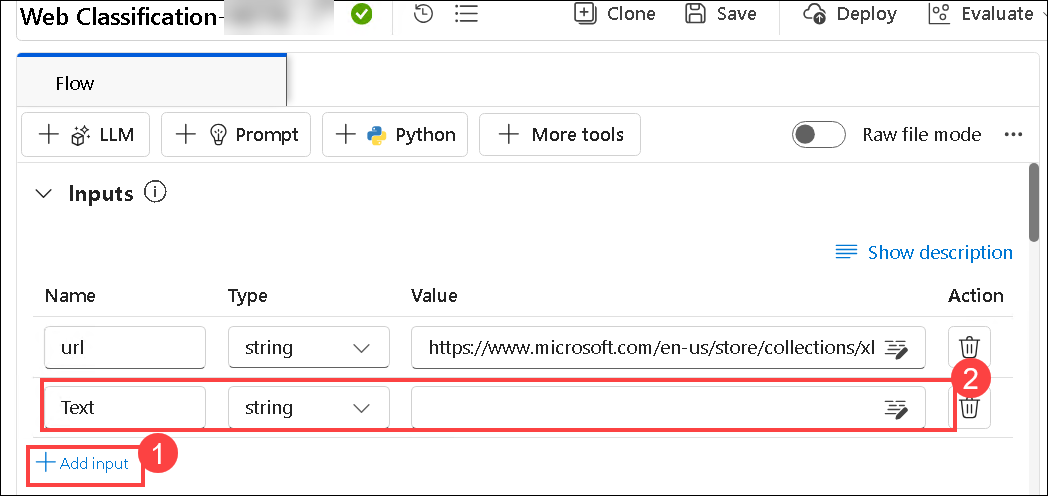 Web Classification-
Clone Save Deploy Evaluate
Flow
+ LLM + Prompt + Python + More tools Raw file mode ...
Inputs
Show description
Name Type Value Action
url string https://www.microsoft.com/en-us/store/collections/xl
2
Text string
1
+ Add input